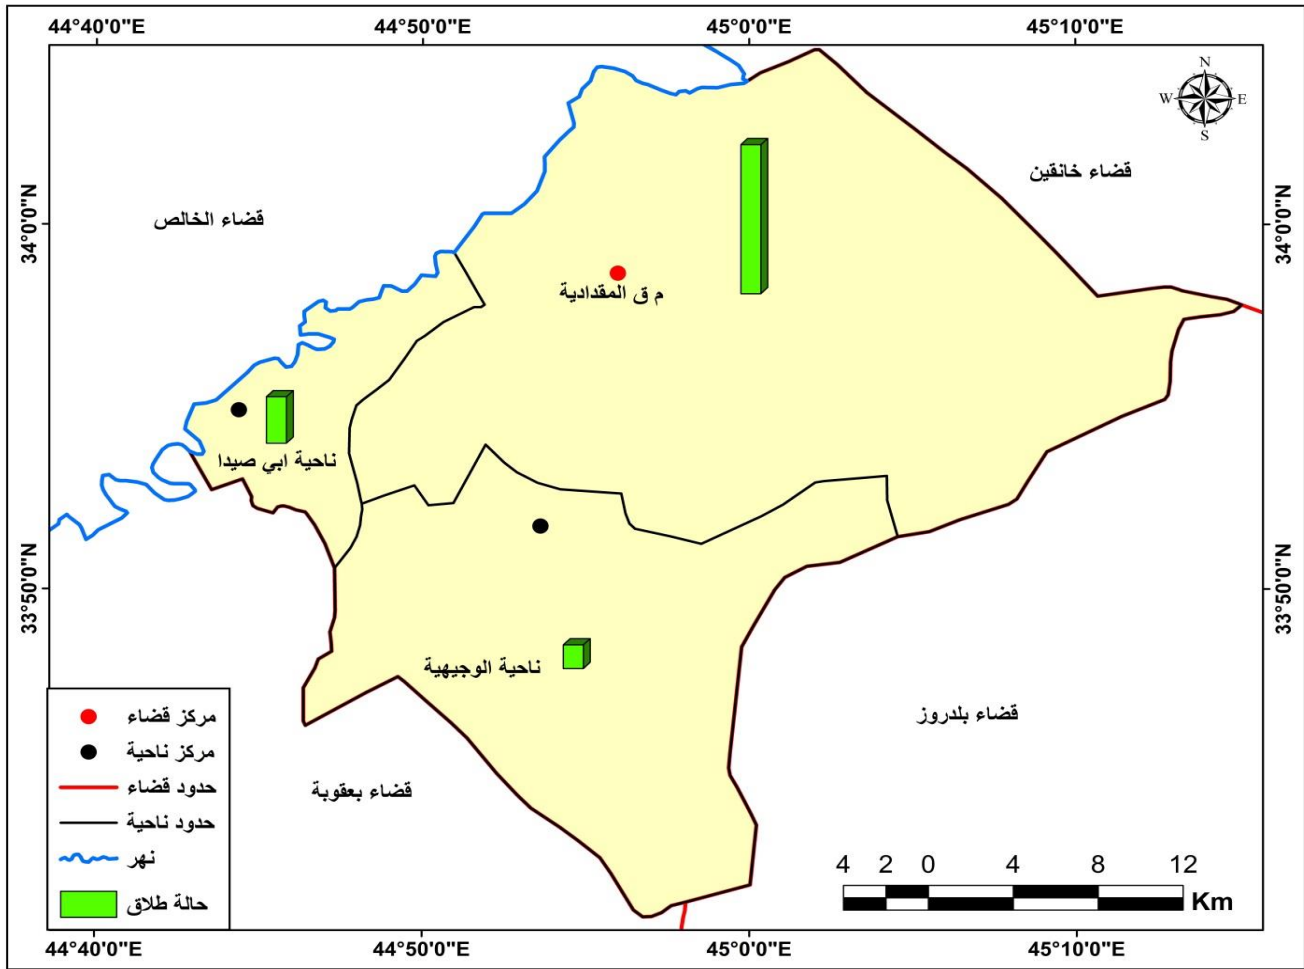 44°40'0"E
44°50'0"E
45°0'0"E
45°10'0"E
N
W
E
S
قضاء خانقين
قضاء الخالص
34°0'0"N
34°0'0"N
م ق المقدادية
ناحية ابي صيدا
33°50'0"N
33°50'0"N
ناحية الوجيهية
قضاء بلدروز
قضاء بعقوبة
مركز قضاء
مركز ناحية
حدود قضاء
حدود ناحية
نهر
حالة طلاق
4 2 0 4 8 12
Km
44°40'0"E
44°50'0"E
45°0'0"E
45°10'0"E